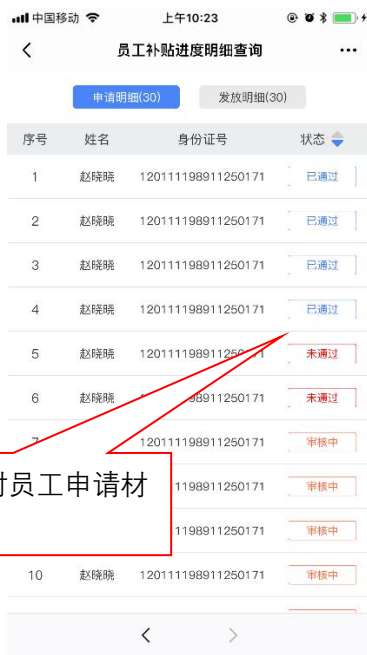 中国移动 上午10:23
员工补贴进度明细查询
申请明细(30) 发放明细(30)
序号 姓名 身份证号 状态
1 赵晓晓 120111198911250171 已通过
2 赵晓晓 120111198911250171 已通过
3 赵晓晓 120111198911250171 已通过
4 赵晓晓 120111198911250171 已通过
5 赵晓晓 未通过
6 赵晓晓 未通过
120111198911250171 审核中
员工申请材
审核中
审核中
10 赵晓晓 120111198911250171 审核中